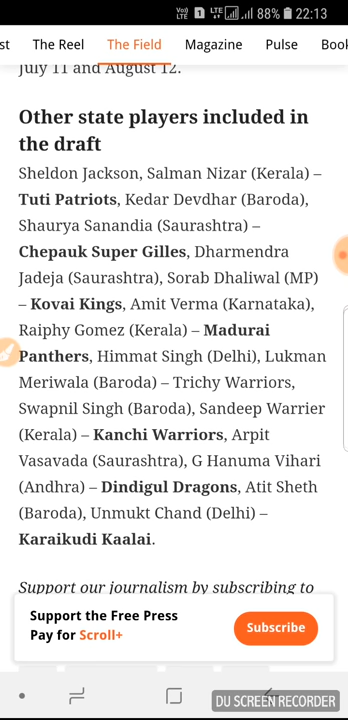 Vo)) LTE 1 LTE 88% 22:13
st The Reel The Field Magazine Pulse Book
July 11 and August 12.
Other state players included in
the draft
Sheldon Jackson, Salman Nizar (Kerala) –
Tuti Patriots, Kedar Devdhar (Baroda),
Shaurya Sanandia (Saurashtra) –
Chepauk Super Gilles, Dharmendra
Jadeja (Saurashtra), Sorab Dhaliwal (MP)
– Kovai Kings, Amit Verma (Karnataka),
Raiphy Gomez (Kerala) – Madurai
Panthers, Himmat Singh (Delhi), Lukman
Meriwala (Baroda) – Trichy Warriors,
Swapnil Singh (Baroda), Sandeep Warrier
(Kerala) – Kanchi Warriors, Arpit
Vasavada (Saurashtra), G Hanuma Vihari
(Andhra) – Dindigul Dragons, Atit Sheth
(Baroda), Unmukt Chand (Delhi) –
Karaikudi Kaalai.
Support our journalism by subscribing to
Support the Free Press
Pay for Scroll+
Subscribe
DU SCREEN RECORDER